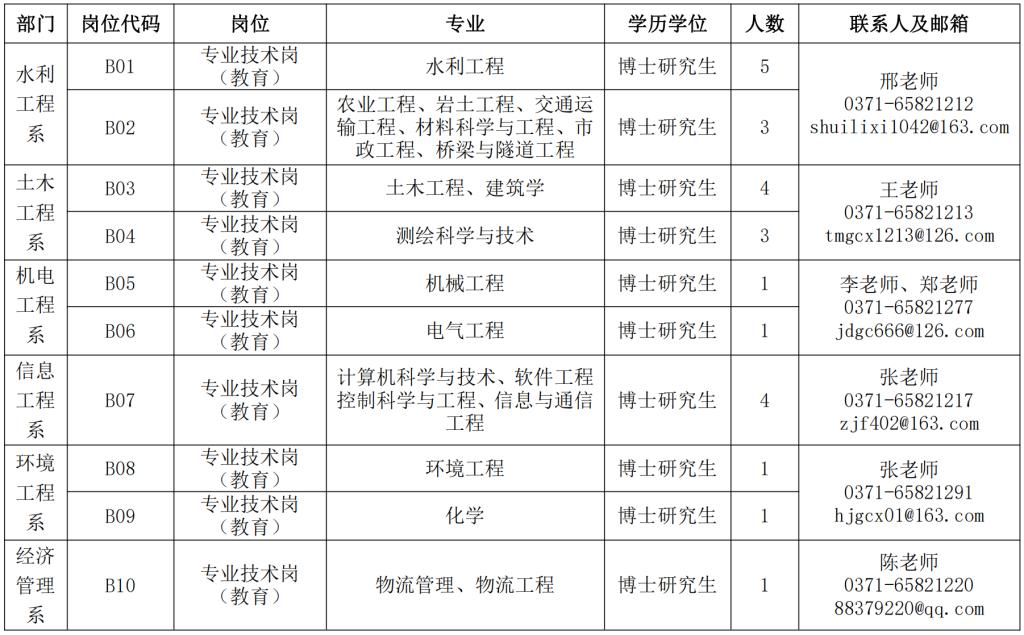 部门 岗位代码 岗位 专业 学历学位 人数 联系人及邮箱
水利
工程
系
B01
专业技术岗
（教育）
水利工程
博士研究生
5
邢老师
0371-65821212
shuilixi1042@163.com
B02
专业技术岗
（教育）
农业工程、岩土工程、交通运
输工程、材料科学与工程、市
政工程、桥梁与隧道工程
博士研究生
3
土木
工程
系
B03
专业技术岗
（教育）
土木工程、建筑学
博士研究生
4
王老师
0371-65821213
tmgcx1213@126.com
B04
专业技术岗
（教育）
测绘科学与技术
博士研究生
3
机电
工程
系
B05
专业技术岗
（教育）
机械工程
博士研究生
1
李老师、郑老师
0371-65821277
jdgc666@126.com
B06
专业技术岗
（教育）
电气工程
博士研究生
1
信息
工程
系
B07
专业技术岗
（教育）
计算机科学与技术、软件工程
控制科学与工程、信息与通信
工程
博士研究生
4
张老师
0371-65821217
zjf402@163.com
环境
工程
系
B08
专业技术岗
（教育）
环境工程
博士研究生
1
张老师
0371-65821291
hjgcx01@163.com
B09
专业技术岗
（教育）
化学
博士研究生
1
经济
管理
系
B10
专业技术岗
（教育）
物流管理、物流工程
博士研究生
1
陈老师
0371-65821220
88379220@qq.com